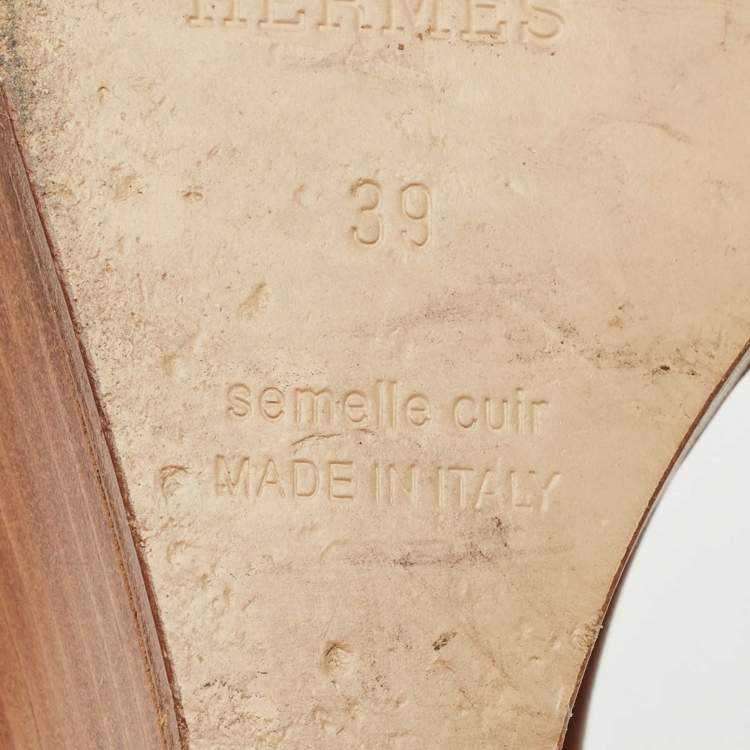 HERMES
39
semelle cuir
MADE IN ITALY